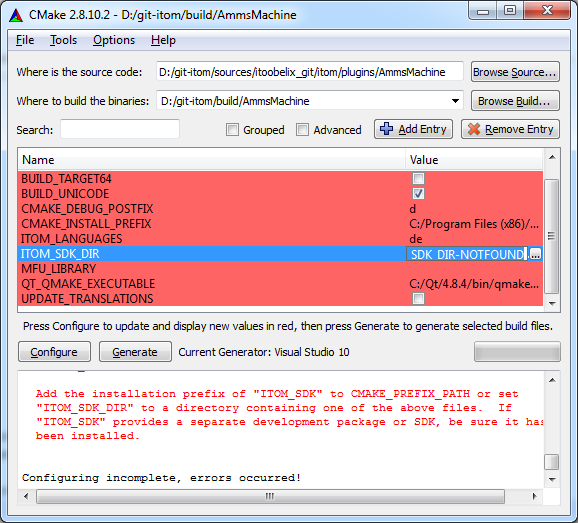 CMake 2.8.10.2 - D:/git-itom/build/AmmsMachine
File Tools Options Help
Where is the source code: D:/git-itom/sources/itoobelix_git/itom/plugins/AmmsMachine Browse Source...
Where to build the binaries: D:/git-itom/build/AmmsMachine Browse Build...
Search: Grouped Advanced Add Entry Remove Entry
Name Value
BUILD_TARGET64
BUILD_UNICODE
CMAKE_DEBUG_POSTFIX d
CMAKE_INSTALL_PREFIX C:/Program Files (x86)/...
ITOM_LANGUAGES de
ITOM_SDK_DIR SDK_DIR-NOTFOUND ...
MFU_LIBRARY
QT_QMAKE_EXECUTABLE C:/Qt/4.8.4/bin/qmake...
UPDATE_TRANSLATIONS
Press Configure to update and display new values in red, then press Generate to generate selected build files.
Configure Generate Current Generator: Visual Studio 10
Add the installation prefix of "ITOM_SDK" to CMAKE_PREFIX_PATH or set
"ITOM_SDK_DIR" to a directory containing one of the above files. If
"ITOM_SDK" provides a separate development package or SDK, be sure it has
been installed.
Configuring incomplete, errors occurred!